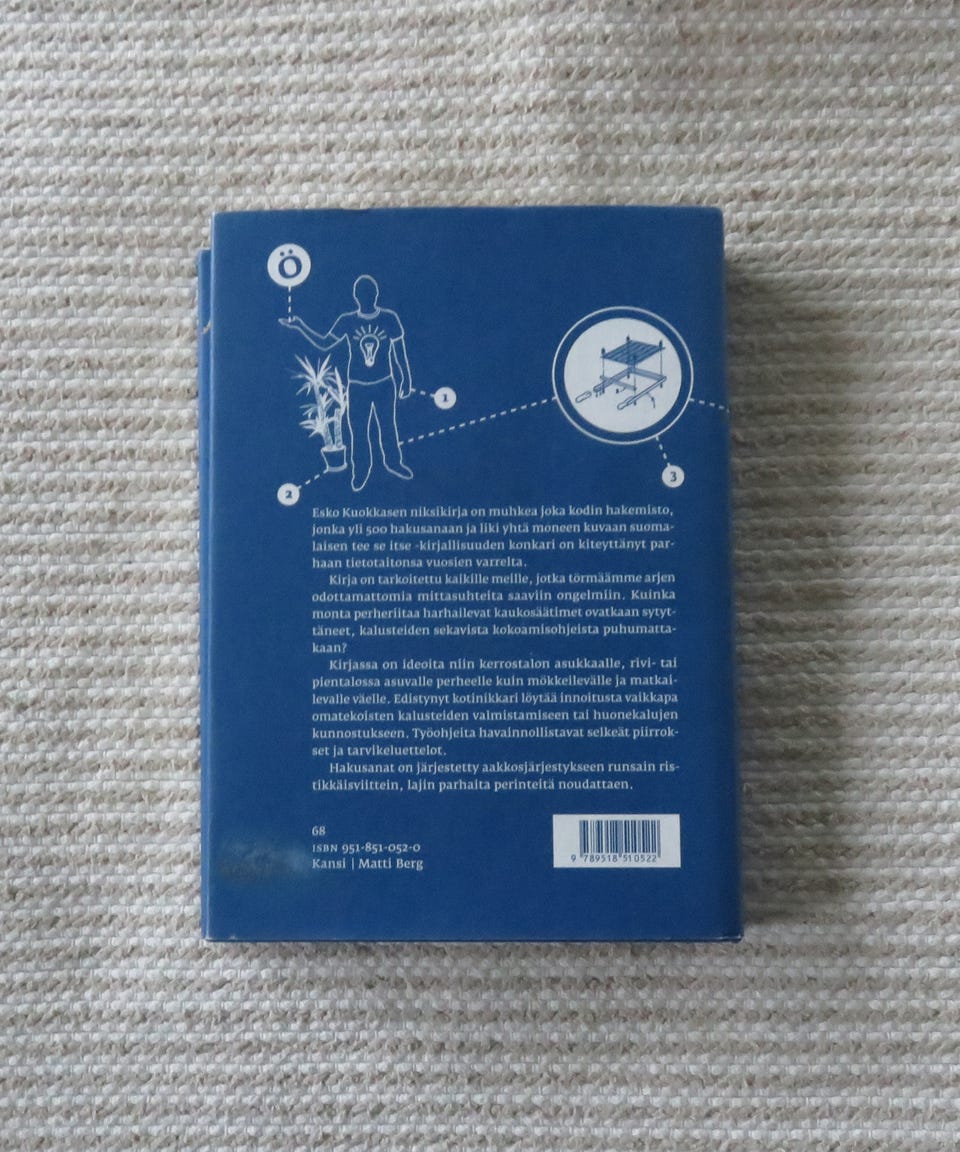 Ö
1
2
3
Esko Kuokkasen niksikirja on muhkea joka kodin hakemisto,
jonka yli 500 hakusanaan ja liki yhtä moneen kuvaan suoma-
laisen tee se itse -kirjallisuuden konkari on kiteyttänyt par-
haan tietotaitonsa vuosien varrelta.
Kirja on tarkoitettu kaikille meille, jotka törmäämme arjen
odottamattomia mittasuhteita saaviin ongelmiin. Kuinka
monta perheriitaa harhailevat kaukosäätimet ovatkaan sytyt-
täneet, kalusteiden sekavista kokoamisohjeista puhumatta-
kaan?
Kirjassa on ideoita niin kerrostalon asukkaalle, rivi- tai
pientalossa asuvalle perheelle kuin mökkeilevälle ja matkai-
levalle väelle. Edistynyt kotinikkari löytää innoitusta vaikkapa
omatekoisten kalusteiden valmistamiseen tai huonekalujen
kunnostukseen. Työohjeita havainnollistavat selkeät piirrok-
set ja tarvikeluettelot.
Hakusanat on järjestetty aakkosjärjestykseen runsain ris-
tikkäisviittein, lajin parhaita perinteitä noudattaen.
68
ISBN 951-851-052-0
Kansi | Matti Berg
9 789518 510522